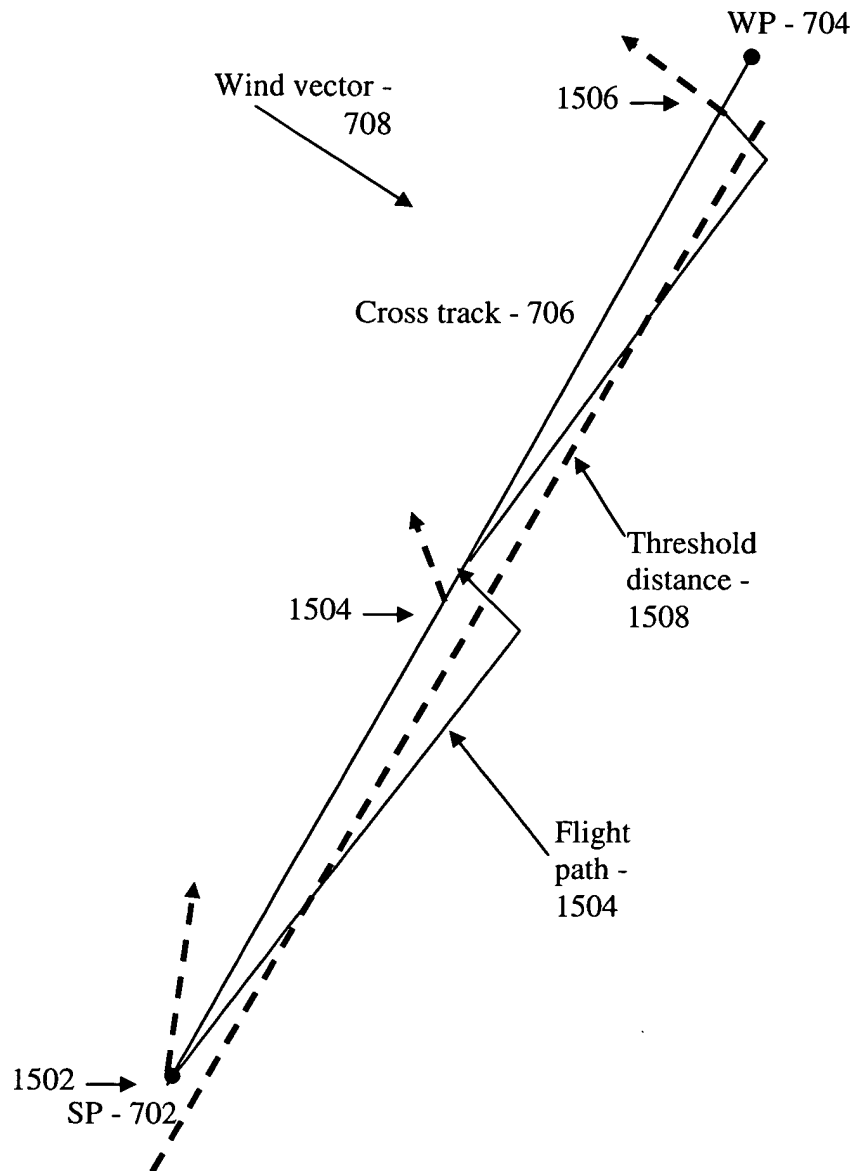 WP - 704
Wind vector -
708
1506
Cross track - 706
Threshold
distance -
1508
1504
Flight
path -
1504
1502
SP - 702